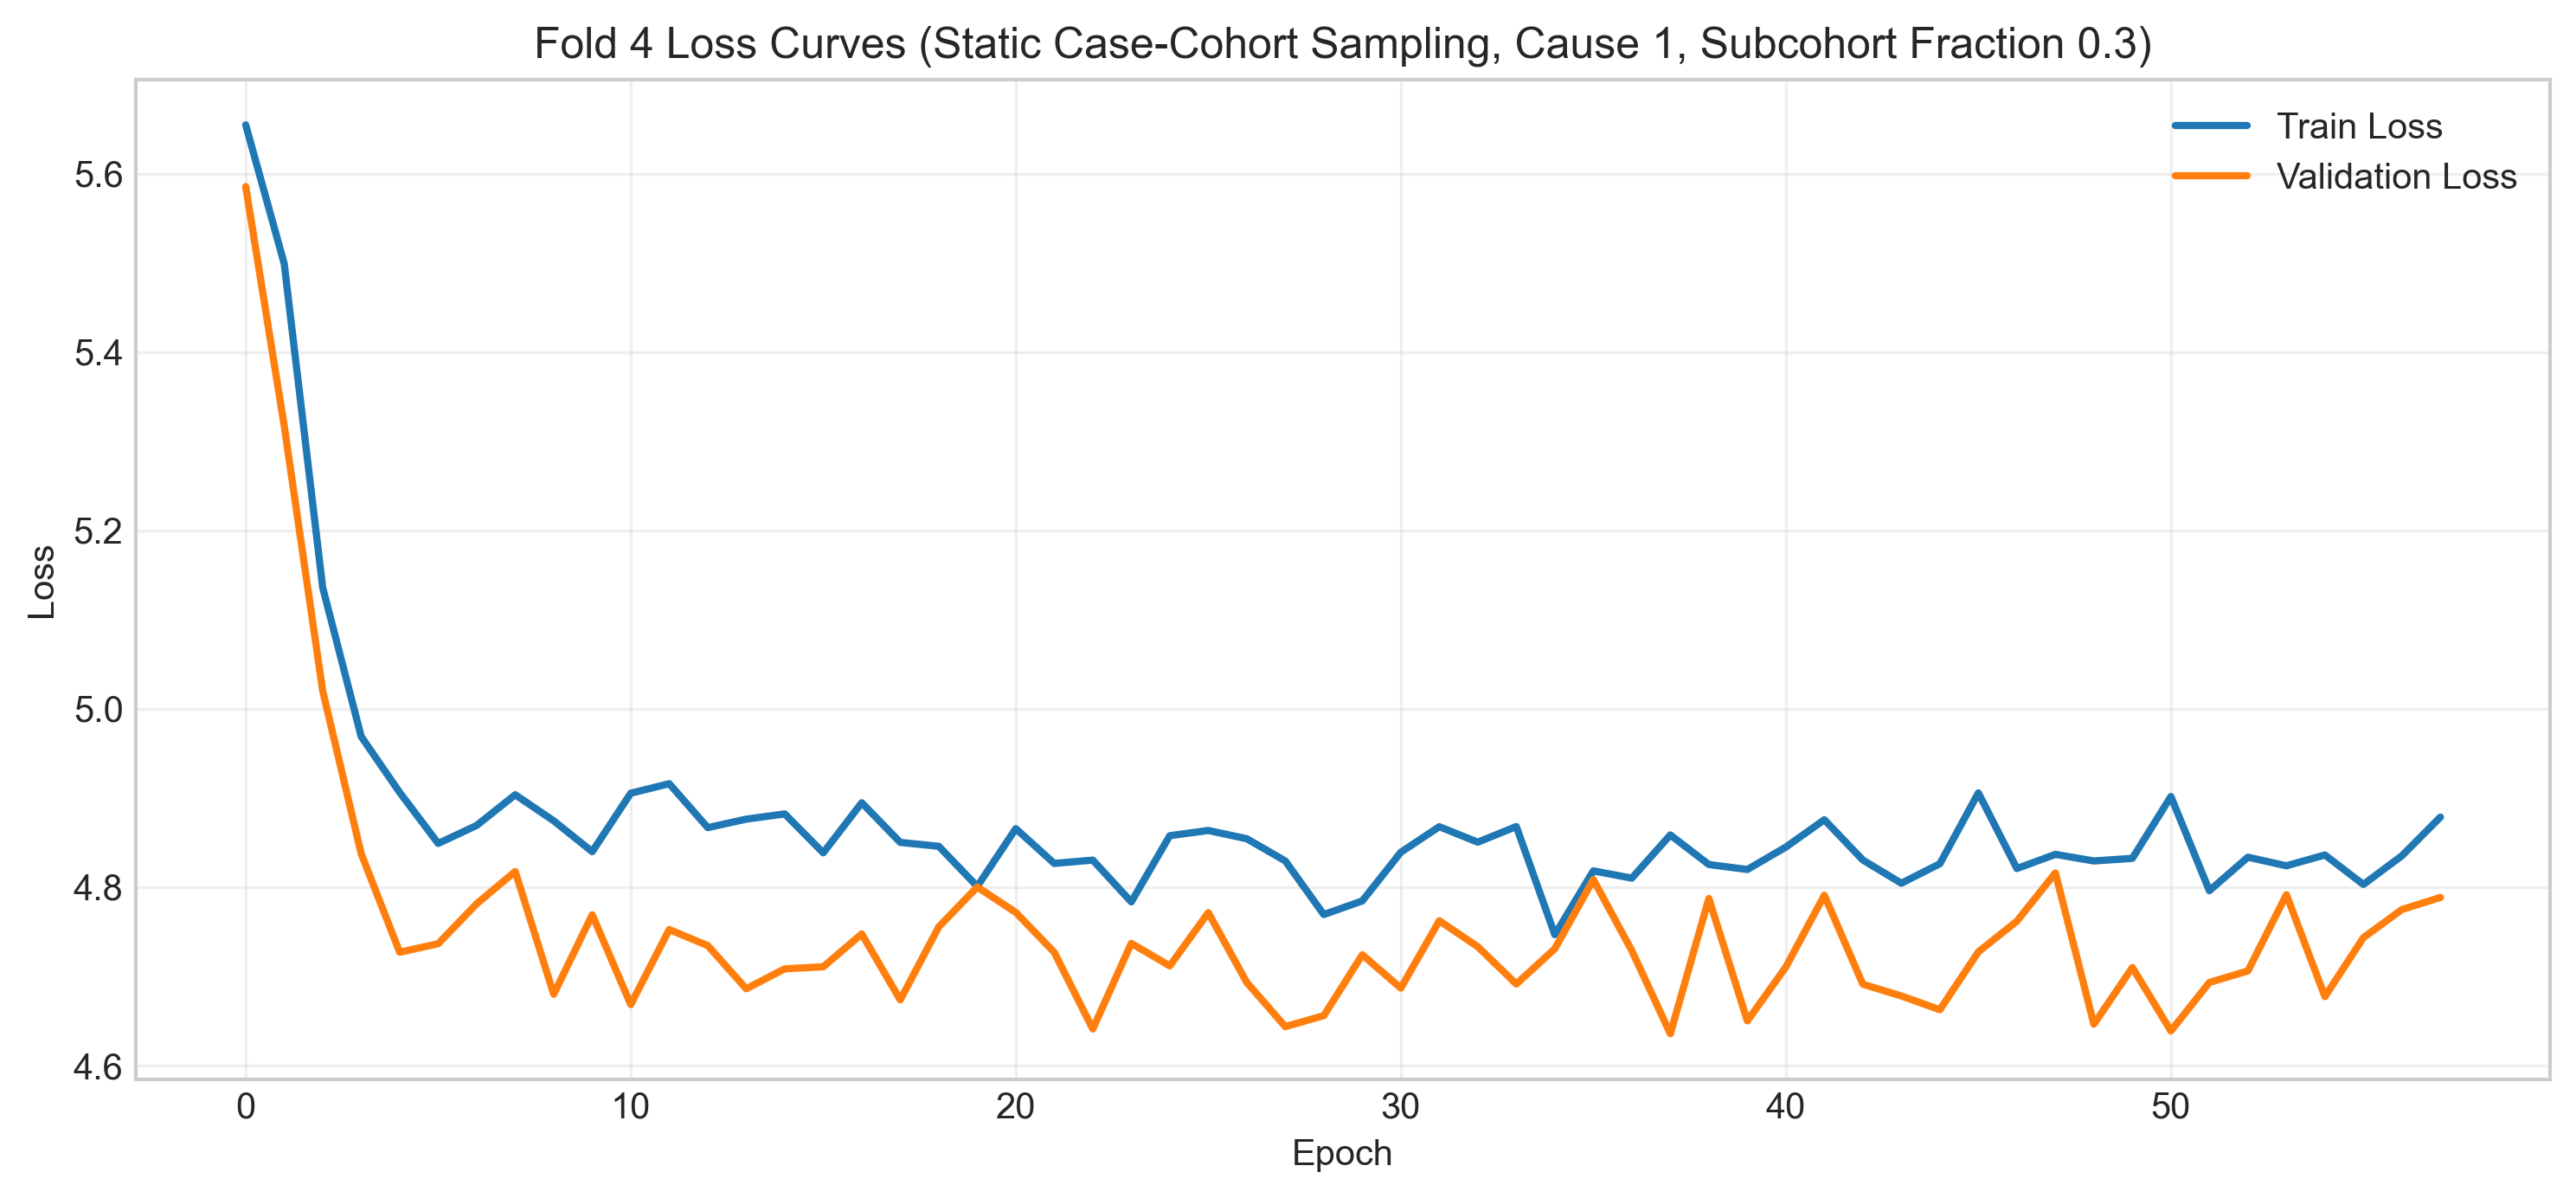 Fold 4 Loss Curves (Static Case-Cohort Sampling, Cause 1, Subcohort Fraction 0.3)
Train Loss
Validation Loss
5.6
5.4
5.2
5.0
4.8
4.6
Loss
0 10 20 30 40 50
Epoch